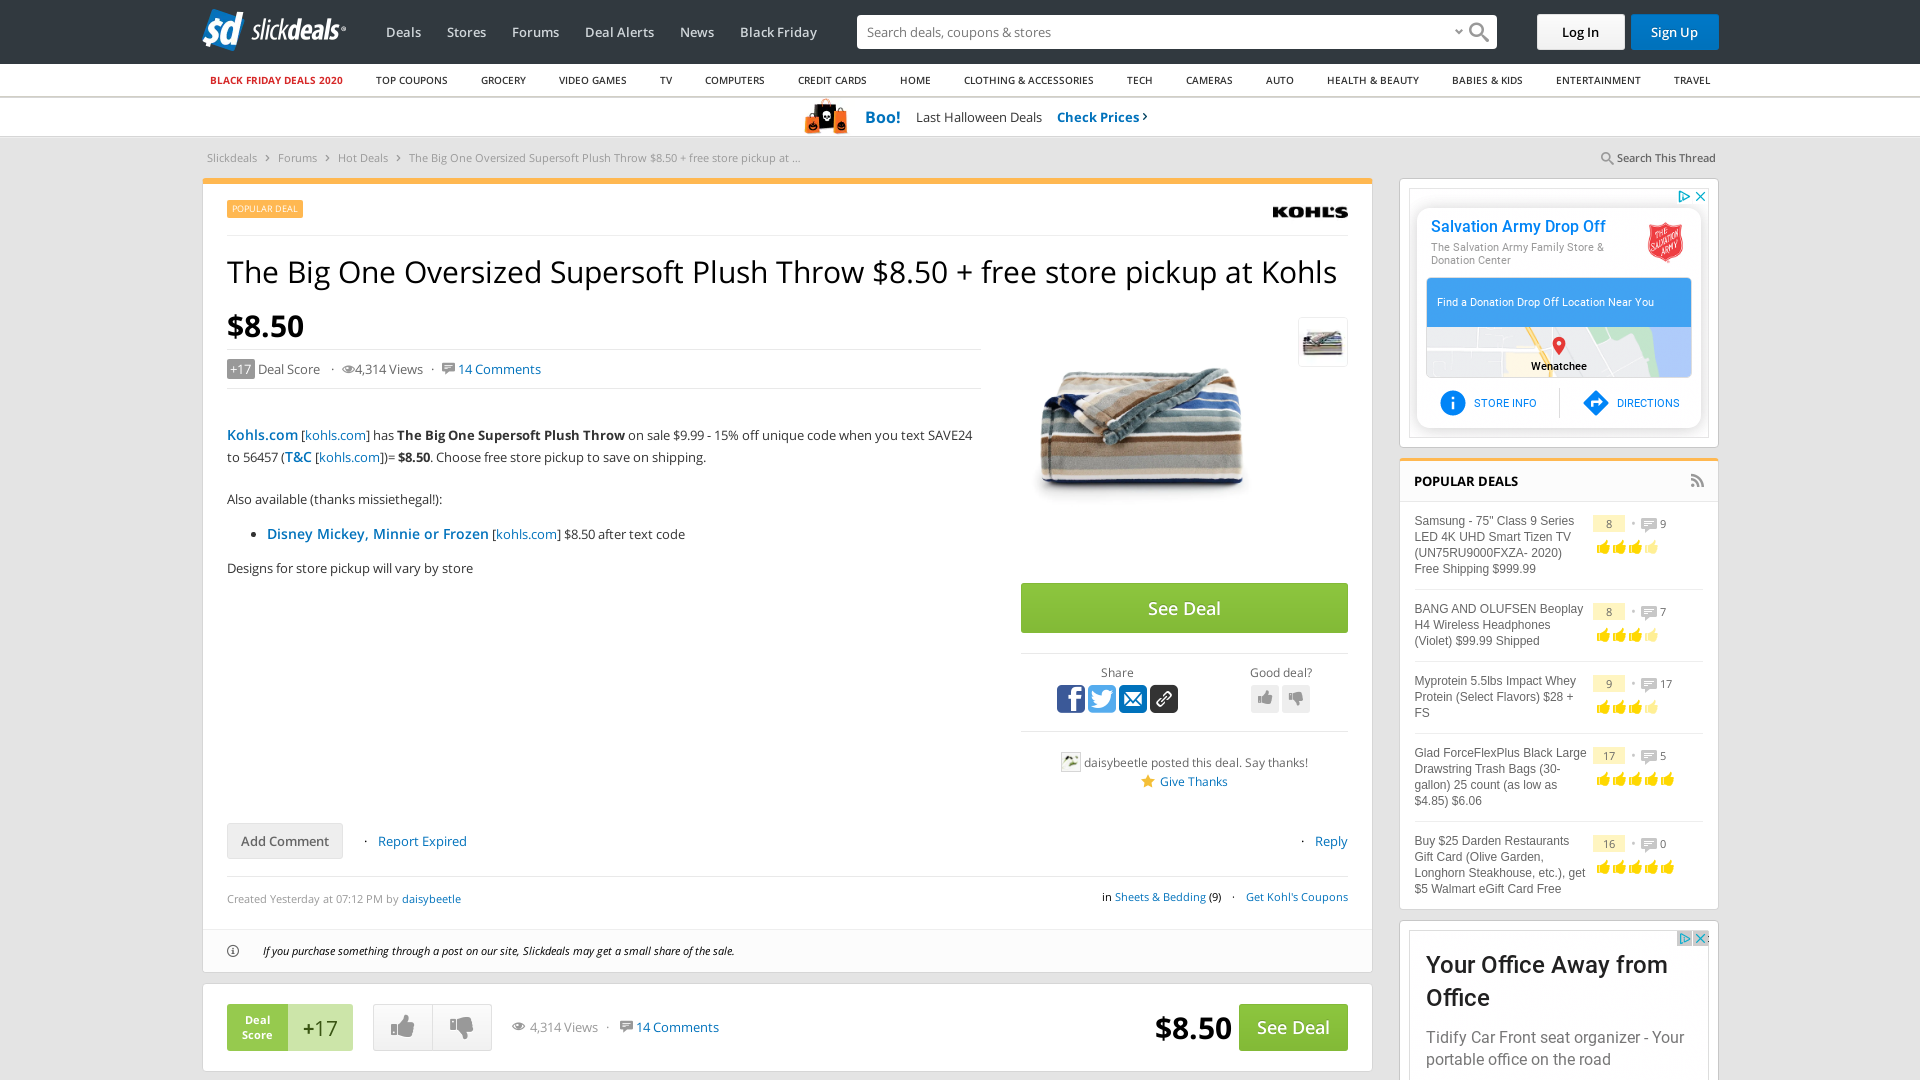 sd slickdeals
Deals Stores Forums Deal Alerts News Black Friday
Search deals, coupons & shops
Log In Sign Up
BLACK FRIDAY DEALS 2020 TOP COUPONS GROCERY VIDEO GAMES TV COMPUTERS CREDIT CARDS HOME CLOTHING & ACCESSORIES TECH CAMERAS AUTO HEALTH & BEAUTY BABIES & KIDS ENTERTAINMENT TRAVEL
Boo! Last Halloween Deals Check Prices ›
Slickdeals › Forums › Hot Deals › The Big One Oversized Supersoft Plush Throw $8.50 + free store pickup at ...
Search This Thread
POPULAR DEAL
KOHL'S
The Big One Oversized Supersoft Plush Throw $8.50 + free store pickup at Kohls
$8.50
+17 Deal Score · 4,314 Views · 14 Comments
Kohls.com [kohls.com] has The Big One Supersoft Plush Throw on sale $9.99 - 15% off unique code when you text SAVE24
to 56457 (T&C [kohls.com])= $8.50. Choose free store pickup to save on shipping.
Also available (thanks missiethegal!):
• Disney Mickey, Minnie or Frozen [kohls.com] $8.50 after text code
Designs for store pickup will vary by store
See Deal
Share
Good deal?
daisybeetle posted this deal. Say thanks!
Give Thanks
Add Comment · Report Expired
· Reply
Created Yesterday at 07:12 PM by daisybeetle
in Sheets & Bedding (9) · Get Kohl's Coupons
If you purchase something through a post on our site, Slickdeals may get a small share of the sale.
Deal
Score
+17
4,314 Views · 14 Comments
$8.50 See Deal
Salvation Army Drop Off
The Salvation Army Family Store &
Donation Center
THE
SALVATION
ARMY
Find a Donation Drop Off Location Near You
Wenatchee
STORE INFO DIRECTIONS
POPULAR DEALS
Samsung - 75" Class 9 Series
LED 4K UHD Smart Tizen TV
(UN75RU9000FXZA- 2020)
Free Shipping $999.99
8 • 9
BANG AND OLUFSEN Beoplay
H4 Wireless Headphones
(Violet) $99.99 Shipped
8 • 7
Myprotein 5.5lbs Impact Whey
Protein (Select Flavors) $28 +
FS
9 • 17
Glad ForceFlexPlus Black Large
Drawstring Trash Bags (30-
gallon) 25 count (as low as
$4.85) $6.06
17 • 5
Buy $25 Darden Restaurants
Gift Card (Olive Garden,
Longhorn Steakhouse, etc.), get
$5 Walmart eGift Card Free
16 • 0
Your Office Away from
Office
Tidify Car Front seat organizer - Your
portable office on the road